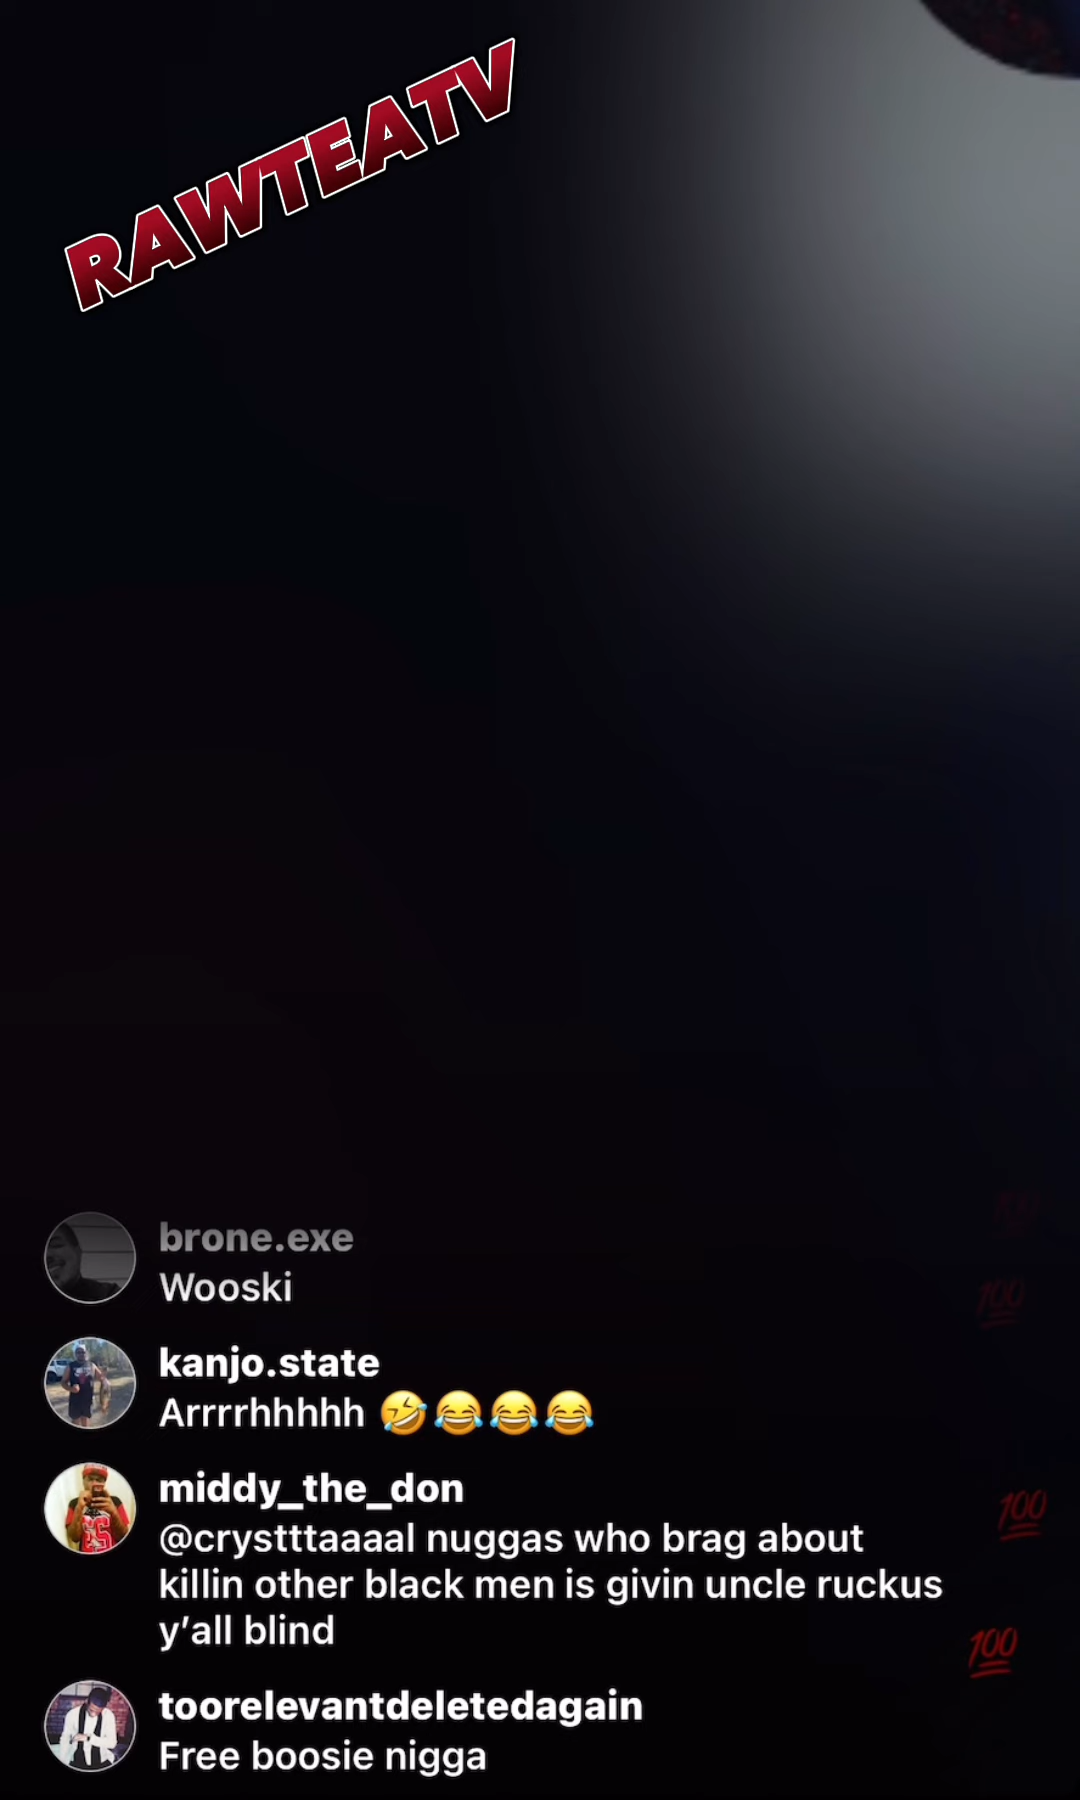 RAWTEATV
brone.exe
Wooski
kanjo.state
Arrrrhhhhh 🤣😂😂😂
middy_the_don
@crystttaaaal nuggas who brag about
killin other black men is givin uncle ruckus
y’all blind
toorelevantdeletedagain
Free boosie nigga
💯
💯
💯
💯